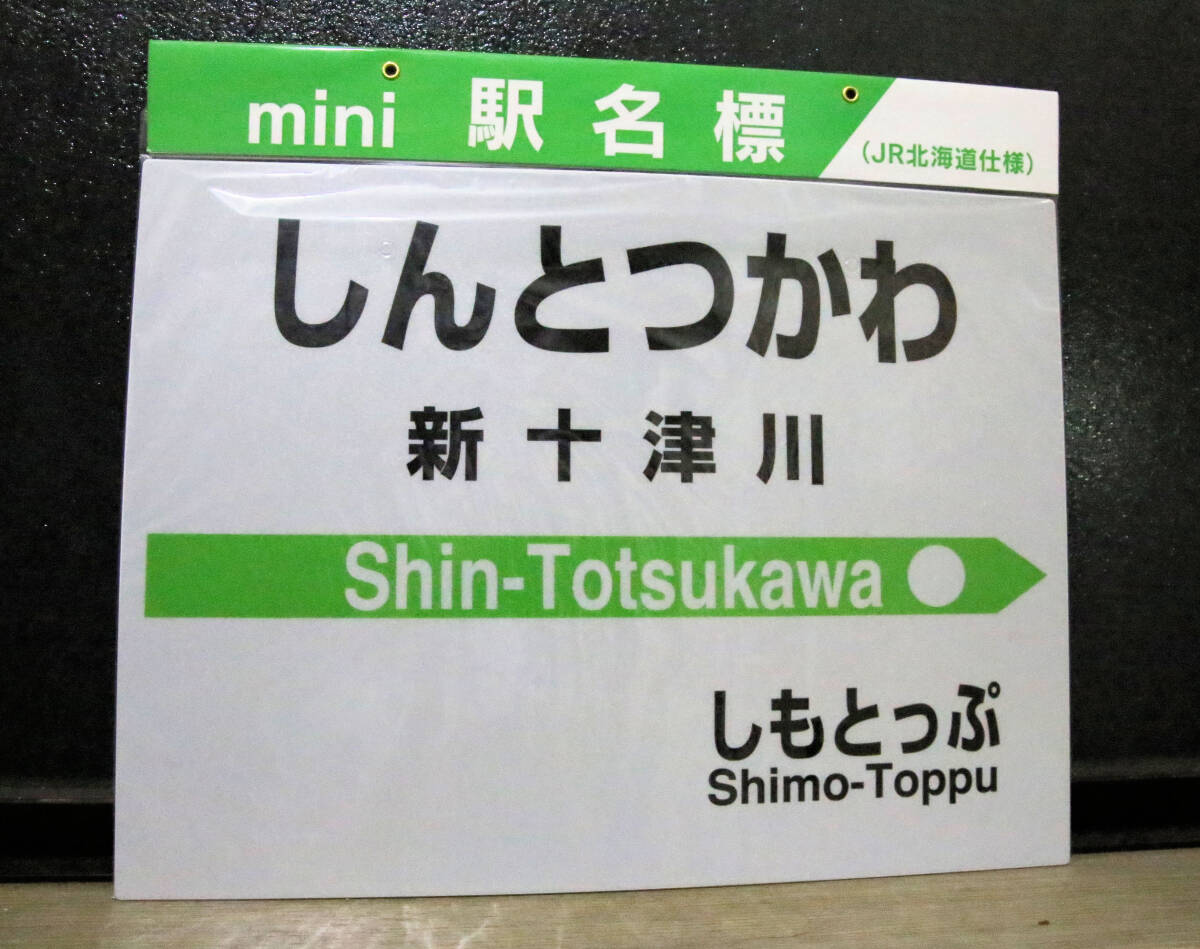 mini 駅名標 (JR北海道仕様)
しんとつかわ
新十津川
Shin-Totsukawa
しもとっぷ
Shimo-Toppu